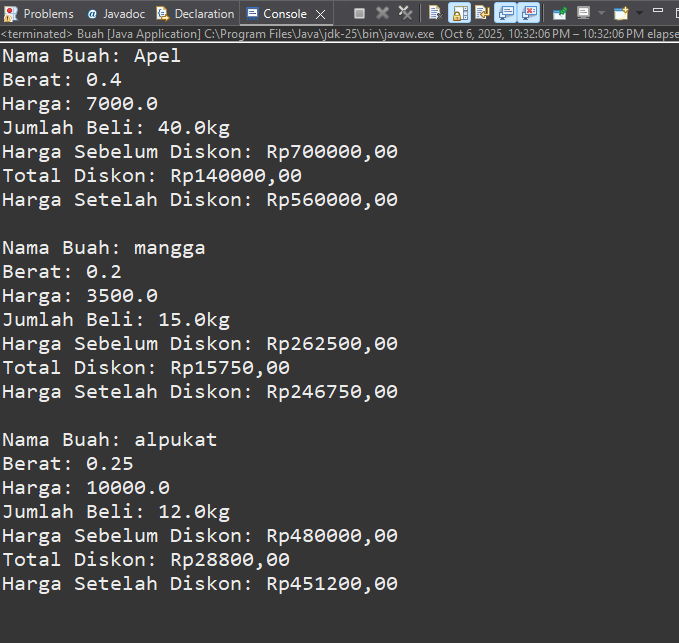 Problems Javadoc Declaration Console
<terminated> Buah [Java Application] C:\Program Files\Java\jdk-25\bin\javaw.exe (Oct 6, 2025, 10:32:06 PM – 10:32:06 PM elapse
Nama Buah: Apel
Berat: 0.4
Harga: 7000.0
Jumlah Beli: 40.0kg
Harga Sebelum Diskon: Rp700000,00
Total Diskon: Rp140000,00
Harga Setelah Diskon: Rp560000,00
Nama Buah: mangga
Berat: 0.2
Harga: 3500.0
Jumlah Beli: 15.0kg
Harga Sebelum Diskon: Rp262500,00
Total Diskon: Rp15750,00
Harga Setelah Diskon: Rp246750,00
Nama Buah: alpukat
Berat: 0.25
Harga: 10000.0
Jumlah Beli: 12.0kg
Harga Sebelum Diskon: Rp480000,00
Total Diskon: Rp28800,00
Harga Setelah Diskon: Rp451200,00